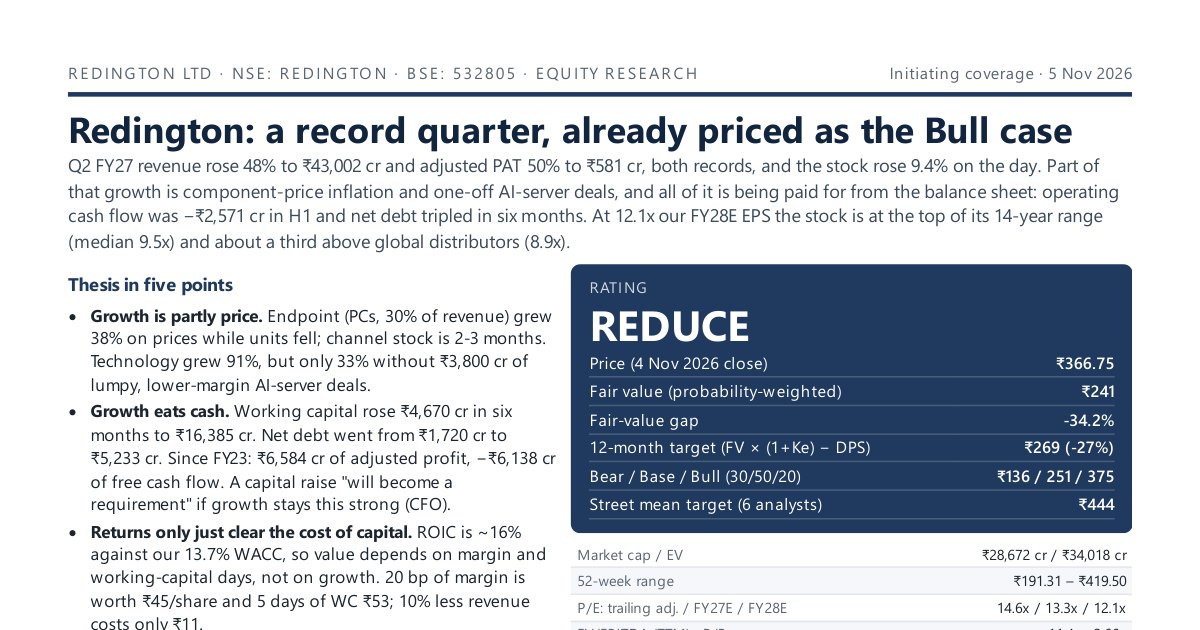 REDINGTON LTD · NSE: REDINGTON · BSE: 532805 · EQUITY RESEARCH
Initiating coverage · 5 Nov 2026
Redington: a record quarter, already priced as the Bull case
Q2 FY27 revenue rose 48% to ₹43,002 cr and adjusted PAT 50% to ₹581 cr, both records, and the stock rose 9.4% on the day. Part of
that growth is component-price inflation and one-off AI-server deals, and all of it is being paid for from the balance sheet: operating
cash flow was −₹2,571 cr in H1 and net debt tripled in six months. At 12.1x our FY28E EPS the stock is at the top of its 14-year range
(median 9.5x) and about a third above global distributors (8.9x).
Thesis in five points
• Growth is partly price. Endpoint (PCs, 30% of revenue) grew
38% on prices while units fell; channel stock is 2-3 months.
Technology grew 91%, but only 33% without ₹3,800 cr of
lumpy, lower-margin AI-server deals.
• Growth eats cash. Working capital rose ₹4,670 cr in six
months to ₹16,385 cr. Net debt went from ₹1,720 cr to
₹5,233 cr. Since FY23: ₹6,584 cr of adjusted profit, −₹6,138 cr
of free cash flow. A capital raise "will become a
requirement" if growth stays this strong (CFO).
• Returns only just clear the cost of capital. ROIC is ~16%
against our 13.7% WACC, so value depends on margin and
working-capital days, not on growth. 20 bp of margin is
worth ₹45/share and 5 days of WC ₹53; 10% less revenue
costs only ₹11.
RATING
REDUCE
Price (4 Nov 2026 close) ₹366.75
Fair value (probability-weighted) ₹241
Fair-value gap -34.2%
12-month target (FV × (1+Ke) − DPS) ₹269 (-27%)
Bear / Base / Bull (30/50/20) ₹136 / 251 / 375
Street mean target (6 analysts) ₹444
Market cap / EV ₹28,672 cr / ₹34,018 cr
52-week range ₹191.31 – ₹419.50
P/E: trailing adj. / FY27E / FY28E 14.6x / 13.3x / 12.1x